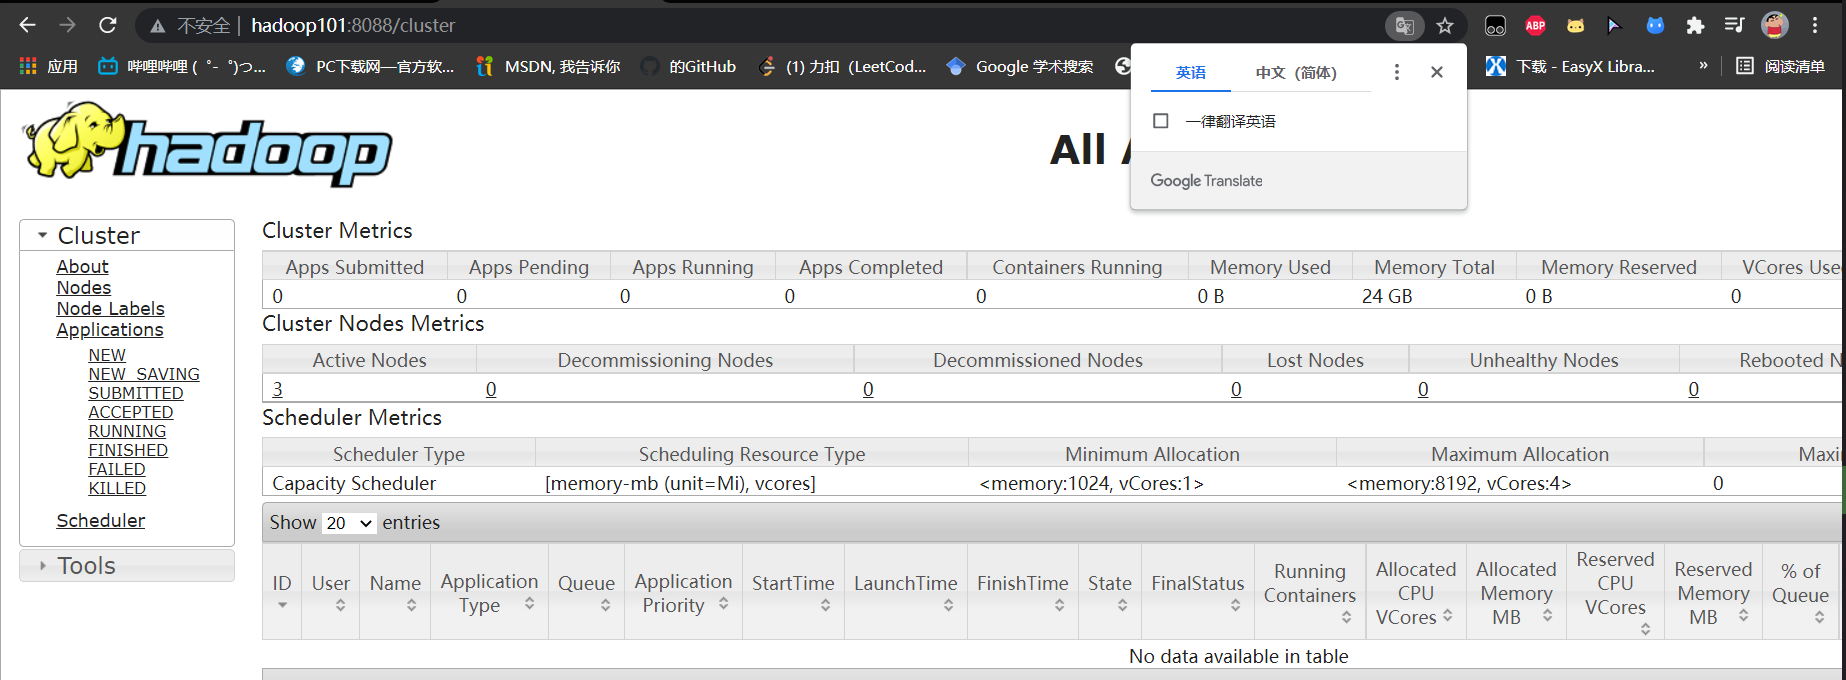 不安全 | hadoop101:8088/cluster
ABP
应用 哔哩哔哩 (゜-゜)つ... PC下载网—官方软... MSDN, 我告诉你 的GitHub (1) 力扣（LeetCod... Google 学术搜索 下载 - EasyX Libra... » 阅读清单
英语 中文（简体）
一律翻译英语
Google Translate
hadoop
All
Cluster
About
Nodes
Node Labels
Applications
NEW
NEW_SAVING
SUBMITTED
ACCEPTED
RUNNING
FINISHED
FAILED
KILLED
Scheduler
Tools
Cluster Metrics
Apps Submitted Apps Pending Apps Running Apps Completed Containers Running Memory Used Memory Total Memory Reserved VCores Use
0 0 0 0 0 0 B 24 GB 0 B 0
Cluster Nodes Metrics
Active Nodes Decommissioning Nodes Decommissioned Nodes Lost Nodes Unhealthy Nodes Rebooted N
3 0 0 0 0 0
Scheduler Metrics
Scheduler Type Scheduling Resource Type Minimum Allocation Maximum Allocation Maxi
Capacity Scheduler [memory-mb (unit=Mi), vcores] <memory:1024, vCores:1> <memory:8192, vCores:4> 0
Show 20 entries
ID User Name Application Type Queue Application Priority StartTime LaunchTime FinishTime State FinalStatus Running Containers Allocated CPU VCores Allocated Memory MB Reserved CPU VCores Reserved Memory MB % of Queue
No data available in table